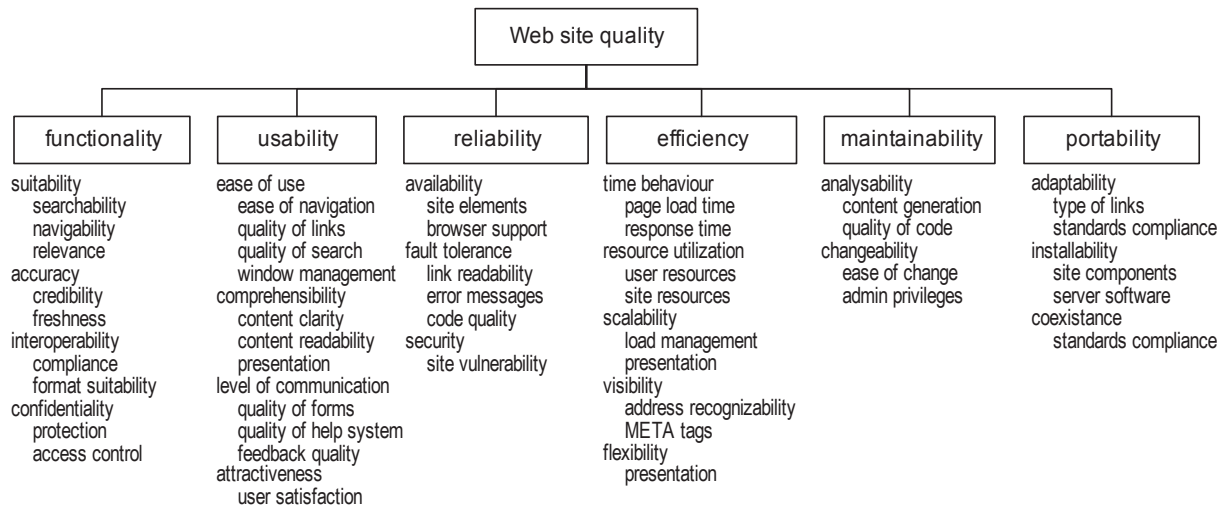 Web site quality
functionality
suitability
searchability
navigability
relevance
accuracy
credibility
freshness
interoperability
compliance
format suitability
confidentiality
protection
access control
usability
ease of use
ease of navigation
quality of links
quality of search
window management
comprehensibility
content clarity
content readability
presentation
level of communication
quality of forms
quality of help system
feedback quality
attractiveness
user satisfaction
reliability
availability
site elements
browser support
fault tolerance
link readability
error messages
code quality
security
site vulnerability
efficiency
time behaviour
page load time
response time
resource utilization
user resources
site resources
scalability
load management
presentation
visibility
address recognizability
META tags
flexibility
presentation
maintainability
analysability
content generation
quality of code
changeability
ease of change
admin privileges
portability
adaptability
type of links
standards compliance
installability
site components
server software
coexistance
standards compliance